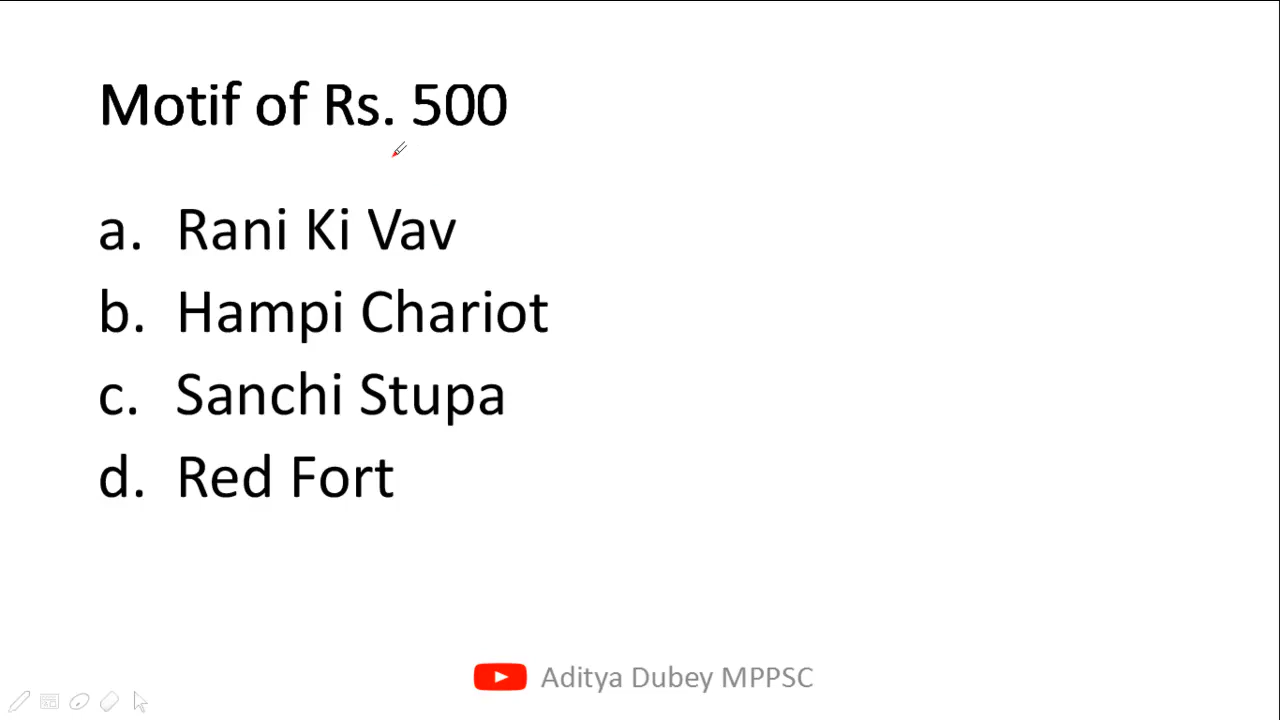 Motif of Rs. 500
a. Rani Ki Vav
b. Hampi Chariot
c. Sanchi Stupa
d. Red Fort
Aditya Dubey MPPSC